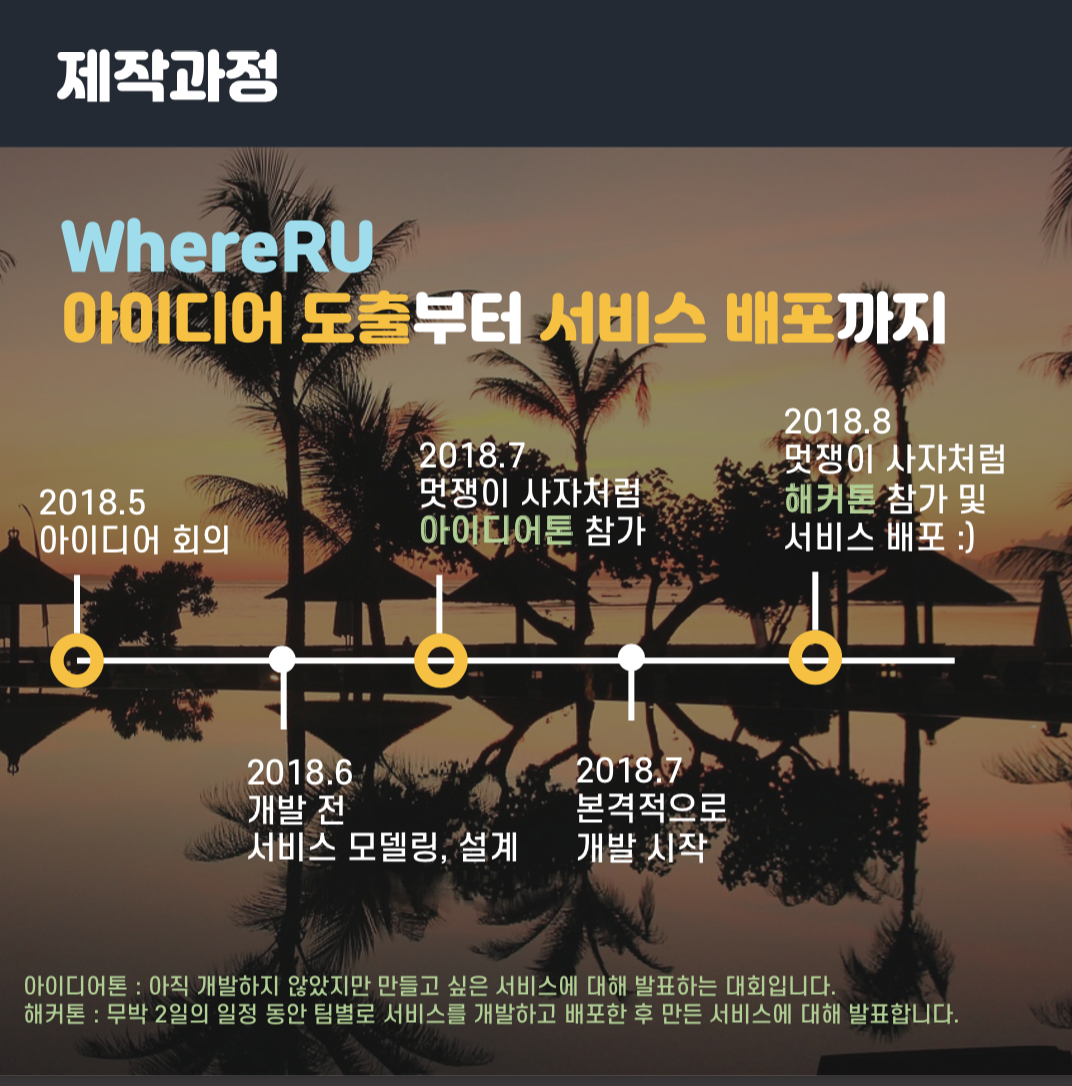 제작과정
WhereRU
아이디어 도출부터 서비스 배포까지
2018.5
아이디어 회의
2018.6
개발 전
서비스 모델링, 설계
2018.7
멋쟁이 사자처럼
아이디어톤 참가
2018.7
본격적으로
개발 시작
2018.8
멋쟁이 사자처럼
해커톤 참가 및
서비스 배포 :)
아이디어톤 : 아직 개발하지 않았지만 만들고 싶은 서비스에 대해 발표하는 대회입니다.
해커톤 : 무박 2일의 일정 동안 팀별로 서비스를 개발하고 배포한 후 만든 서비스에 대해 발표합니다.